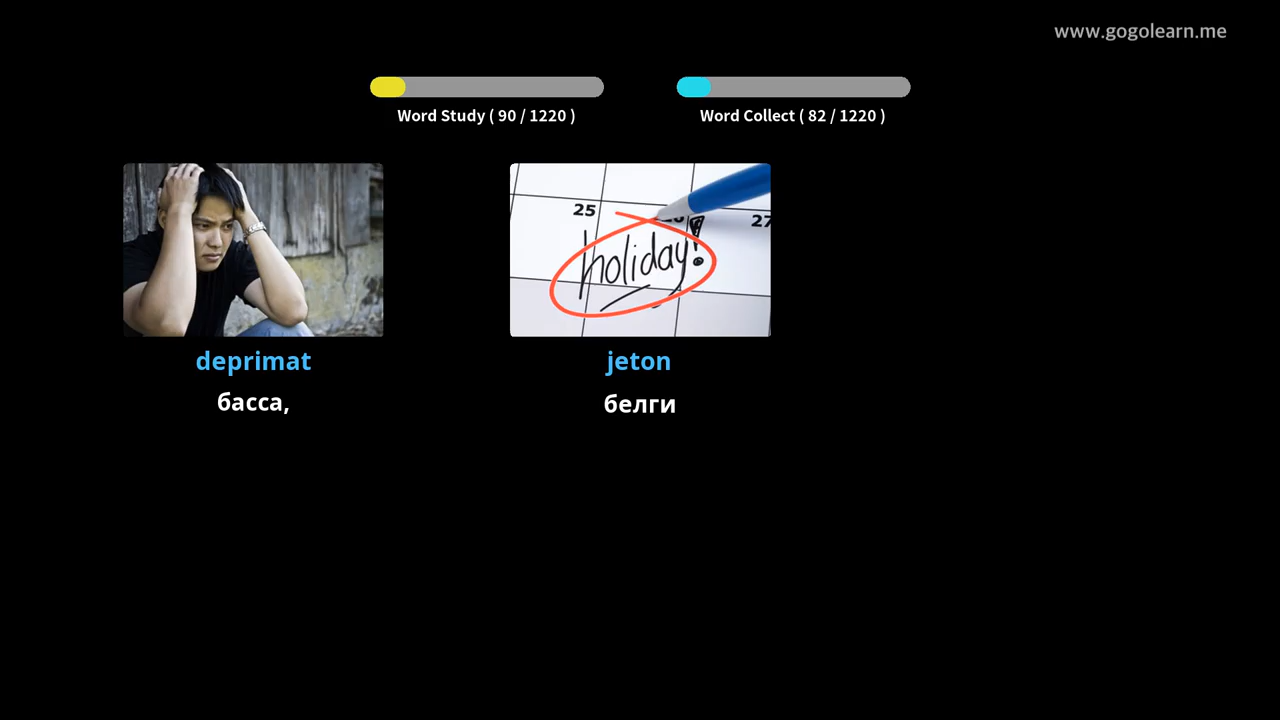 www.gogolearn.me
Word Study ( 90 / 1220 )
Word Collect ( 82 / 1220 )
25
27
holiday!
deprimat
jeton
басса,
белги